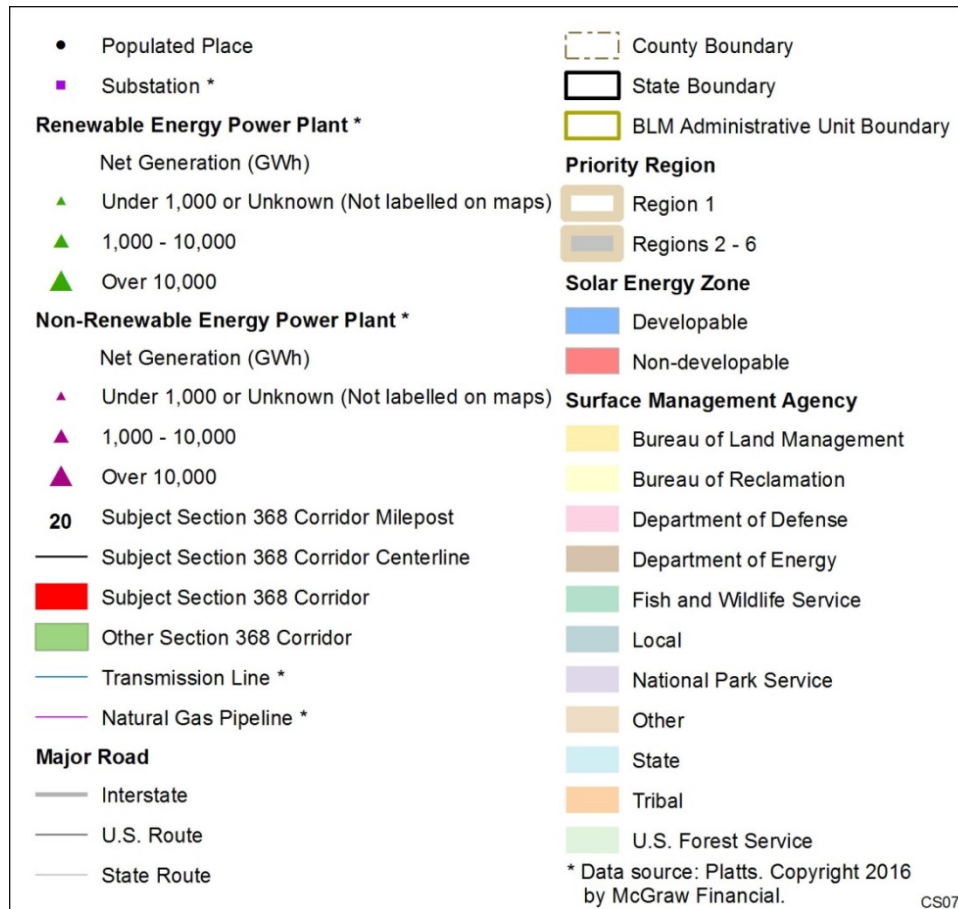 Populated Place
Substation *
Renewable Energy Power Plant *
Net Generation (GWh)
Under 1,000 or Unknown (Not labelled on maps)
1,000 - 10,000
Over 10,000
Non-Renewable Energy Power Plant *
Net Generation (GWh)
Under 1,000 or Unknown (Not labelled on maps)
1,000 - 10,000
Over 10,000
20 Subject Section 368 Corridor Milepost
Subject Section 368 Corridor Centerline
Subject Section 368 Corridor
Other Section 368 Corridor
Transmission Line *
Natural Gas Pipeline *
Major Road
Interstate
U.S. Route
State Route
County Boundary
State Boundary
BLM Administrative Unit Boundary
Priority Region
Region 1
Regions 2 - 6
Solar Energy Zone
Developable
Non-developable
Surface Management Agency
Bureau of Land Management
Bureau of Reclamation
Department of Defense
Department of Energy
Fish and Wildlife Service
Local
National Park Service
Other
State
Tribal
U.S. Forest Service
* Data source: Platts. Copyright 2016
by McGraw Financial.
CS07